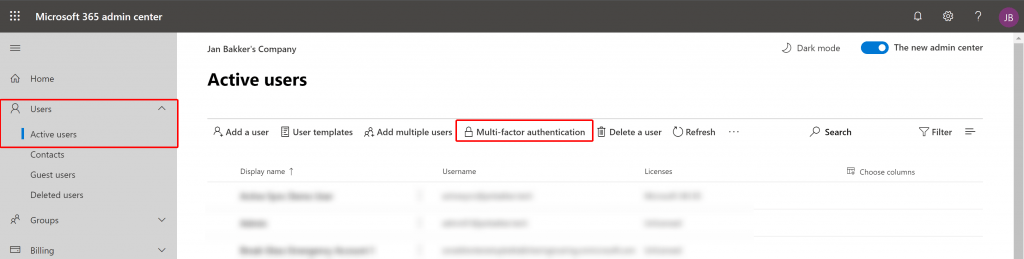 Microsoft 365 admin center
JB
Jan Bakker's Company
Dark mode
The new admin center
Home
Users
Active users
Contacts
Guest users
Deleted users
Groups
Billing
Active users
Add a user
User templates
Add multiple users
Multi-factor authentication
Delete a user
Refresh
Search
Filter
Display name ↑
Username
Licenses
Choose columns